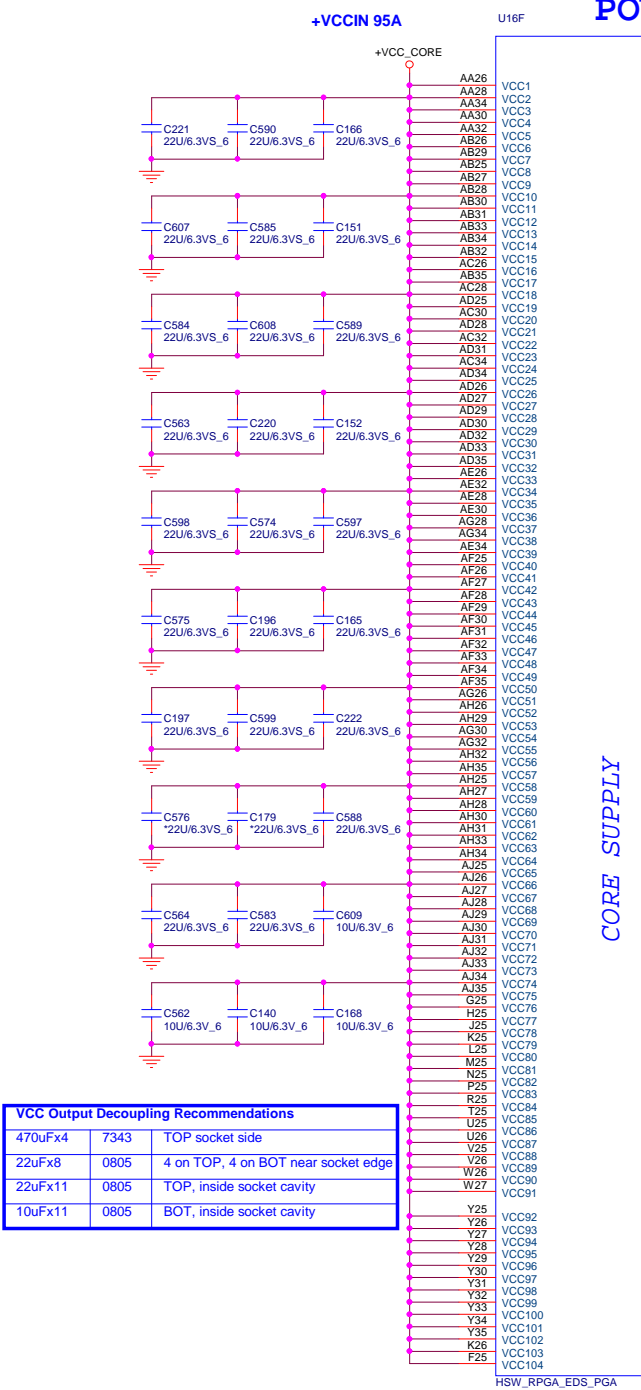 +VCCIN 95A
U16F
+VCC_CORE
C221 C590 C166
22U/6.3VS_6 22U/6.3VS_6 22U/6.3VS_6
C607 C585 C151
22U/6.3VS_6 22U/6.3VS_6 22U/6.3VS_6
C584 C608 C589
22U/6.3VS_6 22U/6.3VS_6 22U/6.3VS_6
C563 C220 C152
22U/6.3VS_6 22U/6.3VS_6 22U/6.3VS_6
C598 C574 C597
22U/6.3VS_6 22U/6.3VS_6 22U/6.3VS_6
C575 C196 C165
22U/6.3VS_6 22U/6.3VS_6 22U/6.3VS_6
C197 C599 C222
22U/6.3VS_6 22U/6.3VS_6 22U/6.3VS_6
C576 C179 C588
*22U/6.3VS_6 *22U/6.3VS_6 22U/6.3VS_6
C564 C583 C609
22U/6.3VS_6 22U/6.3VS_6 10U/6.3V_6
C562 C140 C168
10U/6.3V_6 10U/6.3V_6 10U/6.3V_6
VCC Output Decoupling Recommendations
470uFx4 7343 TOP socket side
22uFx8 0805 4 on TOP, 4 on BOT near socket edge
22uFx11 0805 TOP, inside socket cavity
10uFx11 0805 BOT, inside socket cavity
AA26 VCC1
AA28 VCC2
AA34 VCC3
AA30 VCC4
AA32 VCC5
AB26 VCC6
AB29 VCC7
AB25 VCC8
AB27 VCC9
AB28 VCC10
AB30 VCC11
AB31 VCC12
AB33 VCC13
AB34 VCC14
AB32 VCC15
AC26 VCC16
AB35 VCC17
AC28 VCC18
AD25 VCC19
AC30 VCC20
AD28 VCC21
AC32 VCC22
AD31 VCC23
AC34 VCC24
AD34 VCC25
AD26 VCC26
AD27 VCC27
AD29 VCC28
AD30 VCC29
AD32 VCC30
AD33 VCC31
AD35 VCC32
AE26 VCC33
AE32 VCC34
AE28 VCC35
AE30 VCC36
AG28 VCC37
AG34 VCC38
AE34 VCC39
AF25 VCC40
AF26 VCC41
AF27 VCC42
AF28 VCC43
AF29 VCC44
AF30 VCC45
AF31 VCC46
AF32 VCC47
AF33 VCC48
AF34 VCC49
AF35 VCC50
AG26 VCC51
AH26 VCC52
AH29 VCC53
AG30 VCC54
AG32 VCC55
AH32 VCC56
AH35 VCC57
AH25 VCC58
AH27 VCC59
AH28 VCC60
AH30 VCC61
AH31 VCC62
AH33 VCC63
AH34 VCC64
AJ25 VCC65
AJ26 VCC66
AJ27 VCC67
AJ28 VCC68
AJ29 VCC69
AJ30 VCC70
AJ31 VCC71
AJ32 VCC72
AJ33 VCC73
AJ34 VCC74
AJ35 VCC75
G25 VCC76
H25 VCC77
J25 VCC78
K25 VCC79
L25 VCC80
M25 VCC81
N25 VCC82
P25 VCC83
R25 VCC84
T25 VCC85
U25 VCC86
U26 VCC87
V25 VCC88
V26 VCC89
W26 VCC90
W27 VCC91
Y25 VCC92
Y26 VCC93
Y27 VCC94
Y28 VCC95
Y29 VCC96
Y30 VCC97
Y31 VCC98
Y32 VCC99
Y33 VCC100
Y34 VCC101
Y35 VCC102
K26 VCC103
F25 VCC104
CORE SUPPLY
HSW_RPGA_EDS_PGA